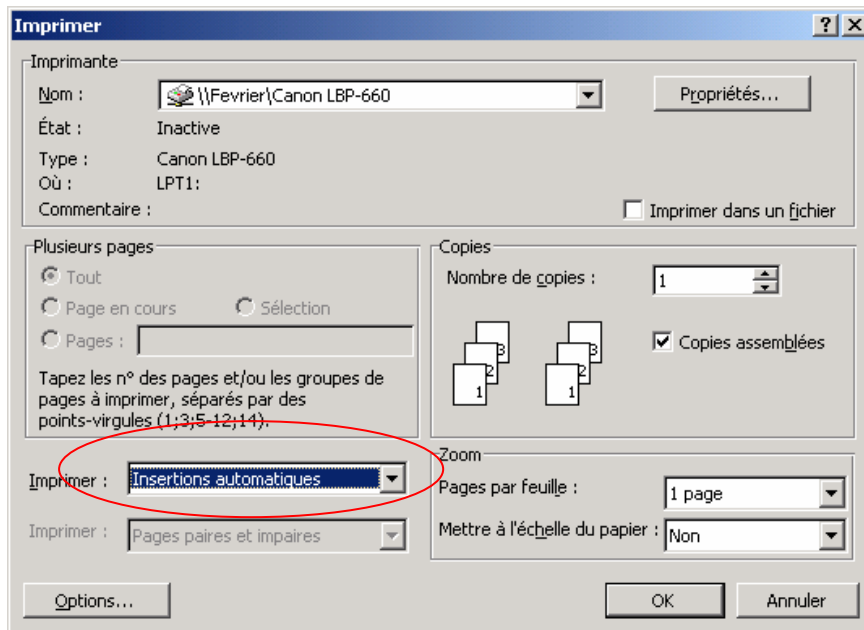 Imprimer
Imprimante
Nom : \\Fevrier\Canon LBP-660 Propriétés...
État : Inactive
Type : Canon LBP-660
Où : LPT1:
Commentaire : Imprimer dans un fichier
Plusieurs pages
Tout
Page en cours Sélection
Pages :
Tapez les n° des pages et/ou les groupes de
pages à imprimer, séparés par des
points-virgules (1;3;5-12;14).
Copies
Nombre de copies : 1
3 3
2 2
1 1
Copies assemblées
Imprimer : Insertions automatiques
Imprimer : Pages paires et impaires
Zoom
Pages par feuille : 1 page
Mettre à l'échelle du papier : Non
Options... OK Annuler